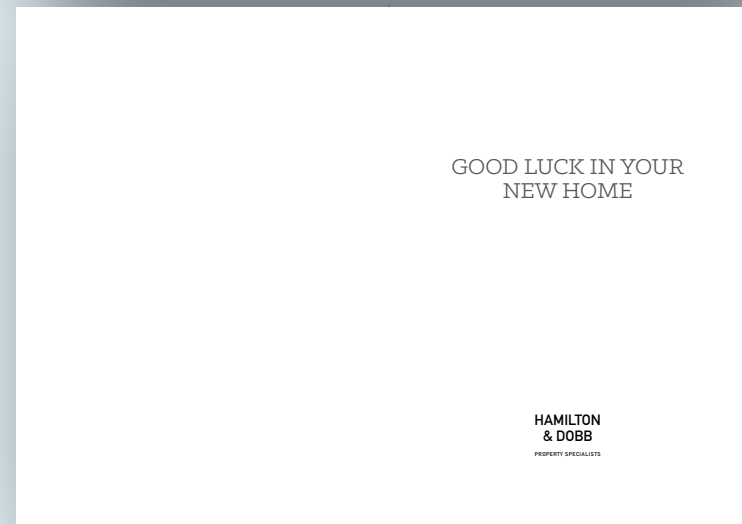 GOOD LUCK IN YOUR
NEW HOME
HAMILTON
& DOBB
PROPERTY SPECIALISTS